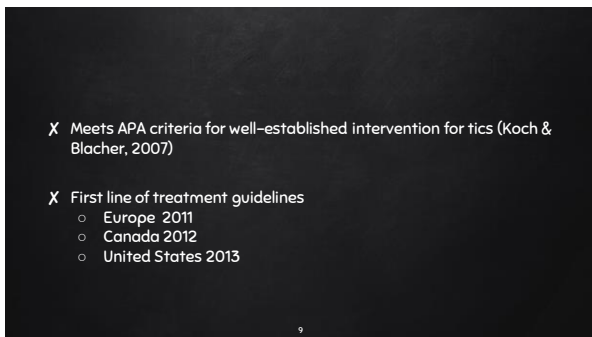 ✗ Meets APA criteria for well-established intervention for tics (Koch &
Blacher, 2007)
✗ First line of treatment guidelines
○ Europe 2011
○ Canada 2012
○ United States 2013
9